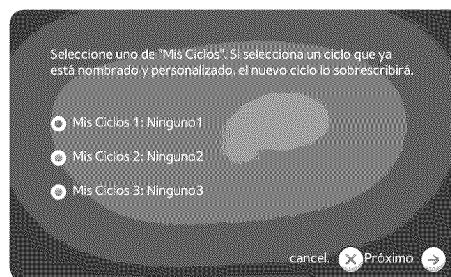 Seleccione uno de "Mis Ciclos". Si selecciona un ciclo que ya
está nombrado y personalizado, el nuevo ciclo lo sobrescribirá.
Mis Ciclos 1: Ninguno1
Mis Ciclos 2: Ninguno2
Mis Ciclos 3: Ninguno3
cancel. Próximo